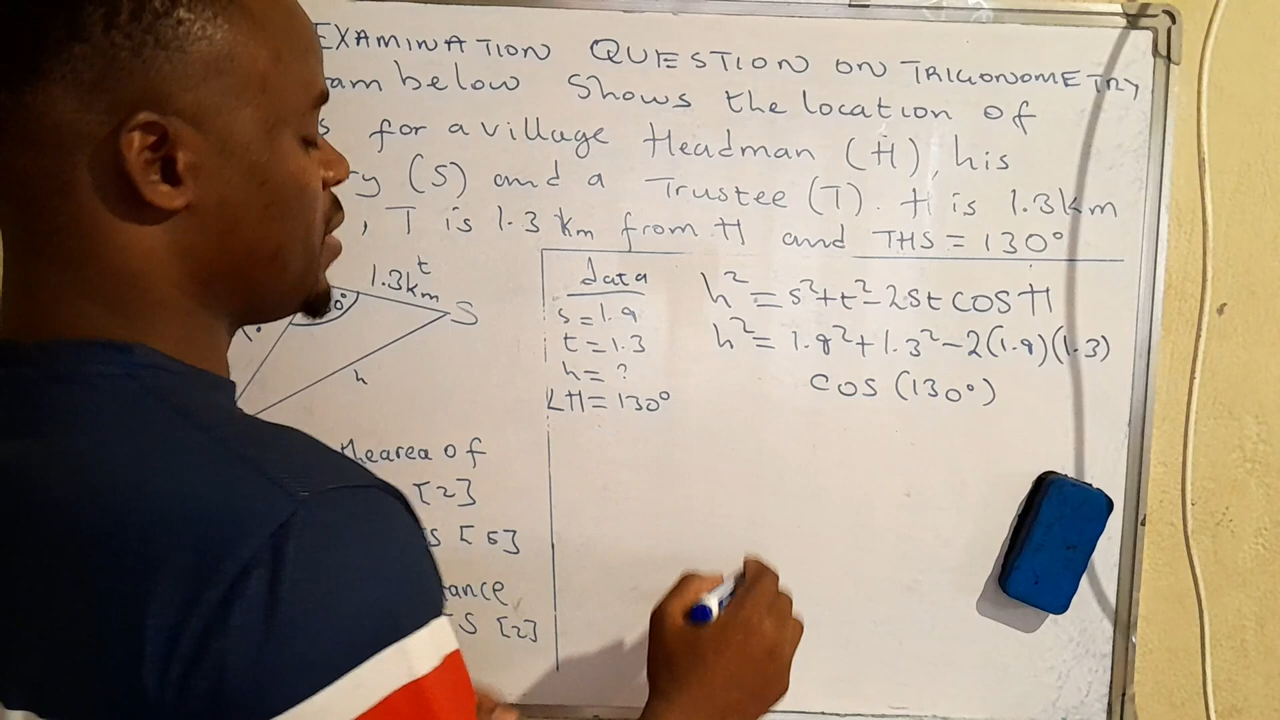 EXAMINATION QUESTION ON TRIGONOMETRY
am below shows the location of
s for a village Headman (H), his
ry (S) and a Trustee (T). H is 1.3km
, T is 1.3 km from H and THS = 130°
t
1.3km
S
h
data
s = 1.9
t = 1.3
h = ?
∠H = 130°
h² = s² + t² - 2st cos H
h² = 1.9² + 1.3² - 2(1.9)(1.3)
cos (130°)
the area of
[2]
S [5]
tance
TS [2]